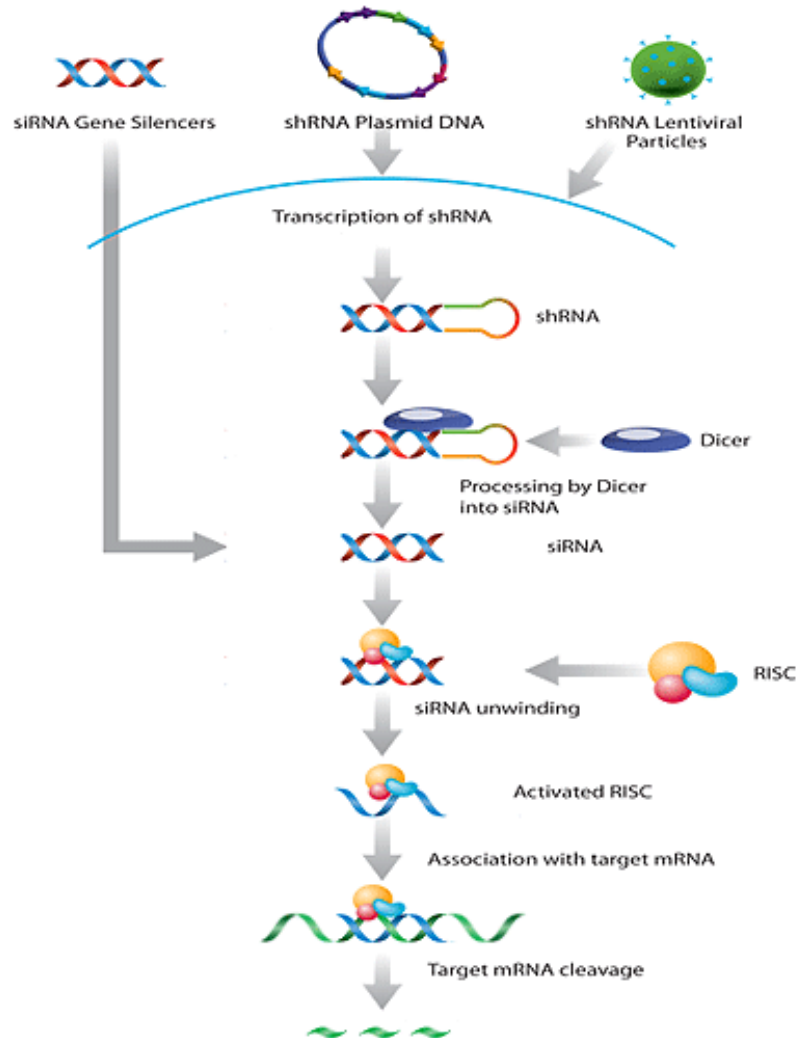 siRNA Gene Silencers
shRNA Plasmid DNA
shRNA Lentiviral
Particles
Transcription of shRNA
shRNA
Dicer
Processing by Dicer
into siRNA
siRNA
RISC
siRNA unwinding
Activated RISC
Association with target mRNA
Target mRNA cleavage